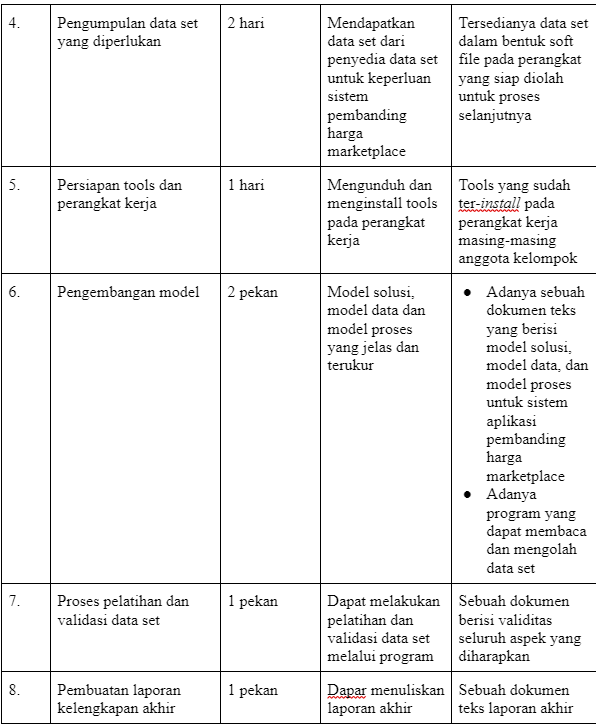 4.
Pengumpulan data set
yang diperlukan
2 hari
Mendapatkan
data set dari
penyedia data set
untuk keperluan
sistem
pembanding
harga
marketplace
Tersedianya data set
dalam bentuk soft
file pada perangkat
yang siap diolah
untuk proses
selanjutnya
5.
Persiapan tools dan
perangkat kerja
1 hari
Mengunduh dan
menginstall tools
pada perangkat
kerja
Tools yang sudah
ter-install pada
perangkat kerja
masing-masing
anggota kelompok
6.
Pengembangan model
2 pekan
Model solusi,
model data dan
model proses
yang jelas dan
terukur
● Adanya sebuah
dokumen teks
yang berisi
model solusi,
model data, dan
model proses
untuk sistem
aplikasi
pembanding
harga
marketplace
● Adanya
program yang
dapat membaca
dan mengolah
data set
7.
Proses pelatihan dan
validasi data set
1 pekan
Dapat melakukan
pelatihan dan
validasi data set
melalui program
Sebuah dokumen
berisi validitas
seluruh aspek yang
diharapkan
8.
Pembuatan laporan
kelengkapan akhir
1 pekan
Dapar menuliskan
laporan akhir
Sebuah dokumen
teks laporan akhir